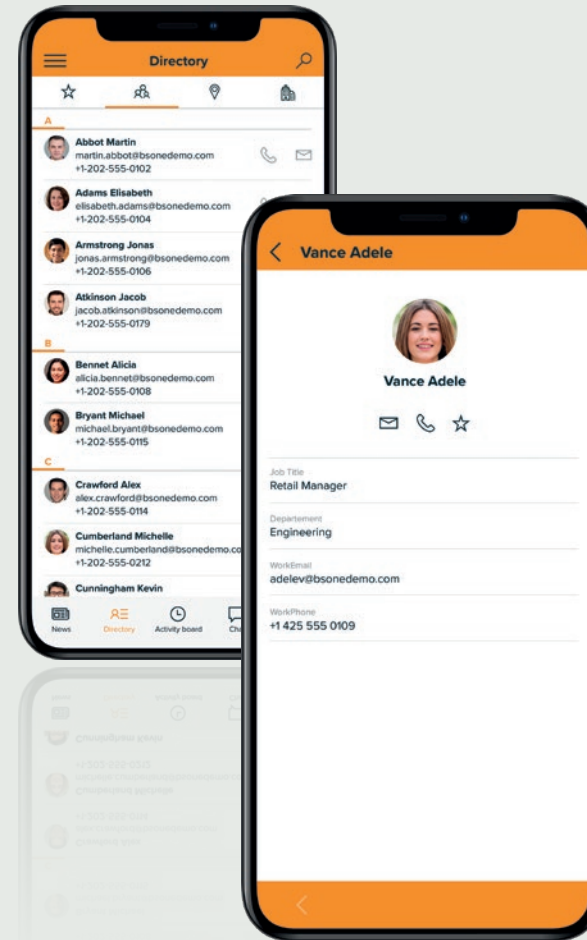 Directory
A
Abbot Martin
martin.abbot@bsonedemo.com
+1-202-555-0102
Adams Elisabeth
elisabeth.adams@bsonedemo.com
+1-202-555-0104
Armstrong Jonas
jonas.armstrong@bsonedemo.com
+1-202-555-0106
Atkinson Jacob
jacob.atkinson@bsonedemo.com
+1-202-555-0179
B
Bennet Alicia
alicia.bennet@bsonedemo.com
+1-202-555-0108
Bryant Michael
michael.bryant@bsonedemo.com
+1-202-555-0115
C
Crawford Alex
alex.crawford@bsonedemo.com
+1-202-555-0114
Cumberland Michelle
michelle.cumberland@bsonedemo.co
+1-202-555-0212
Cunningham Kevin
News Directory Activity board Cha
Vance Adele
Vance Adele
Job Title
Retail Manager
Departement
Engineering
WorkEmail
adelev@bsonedemo.com
WorkPhone
+1 425 555 0109